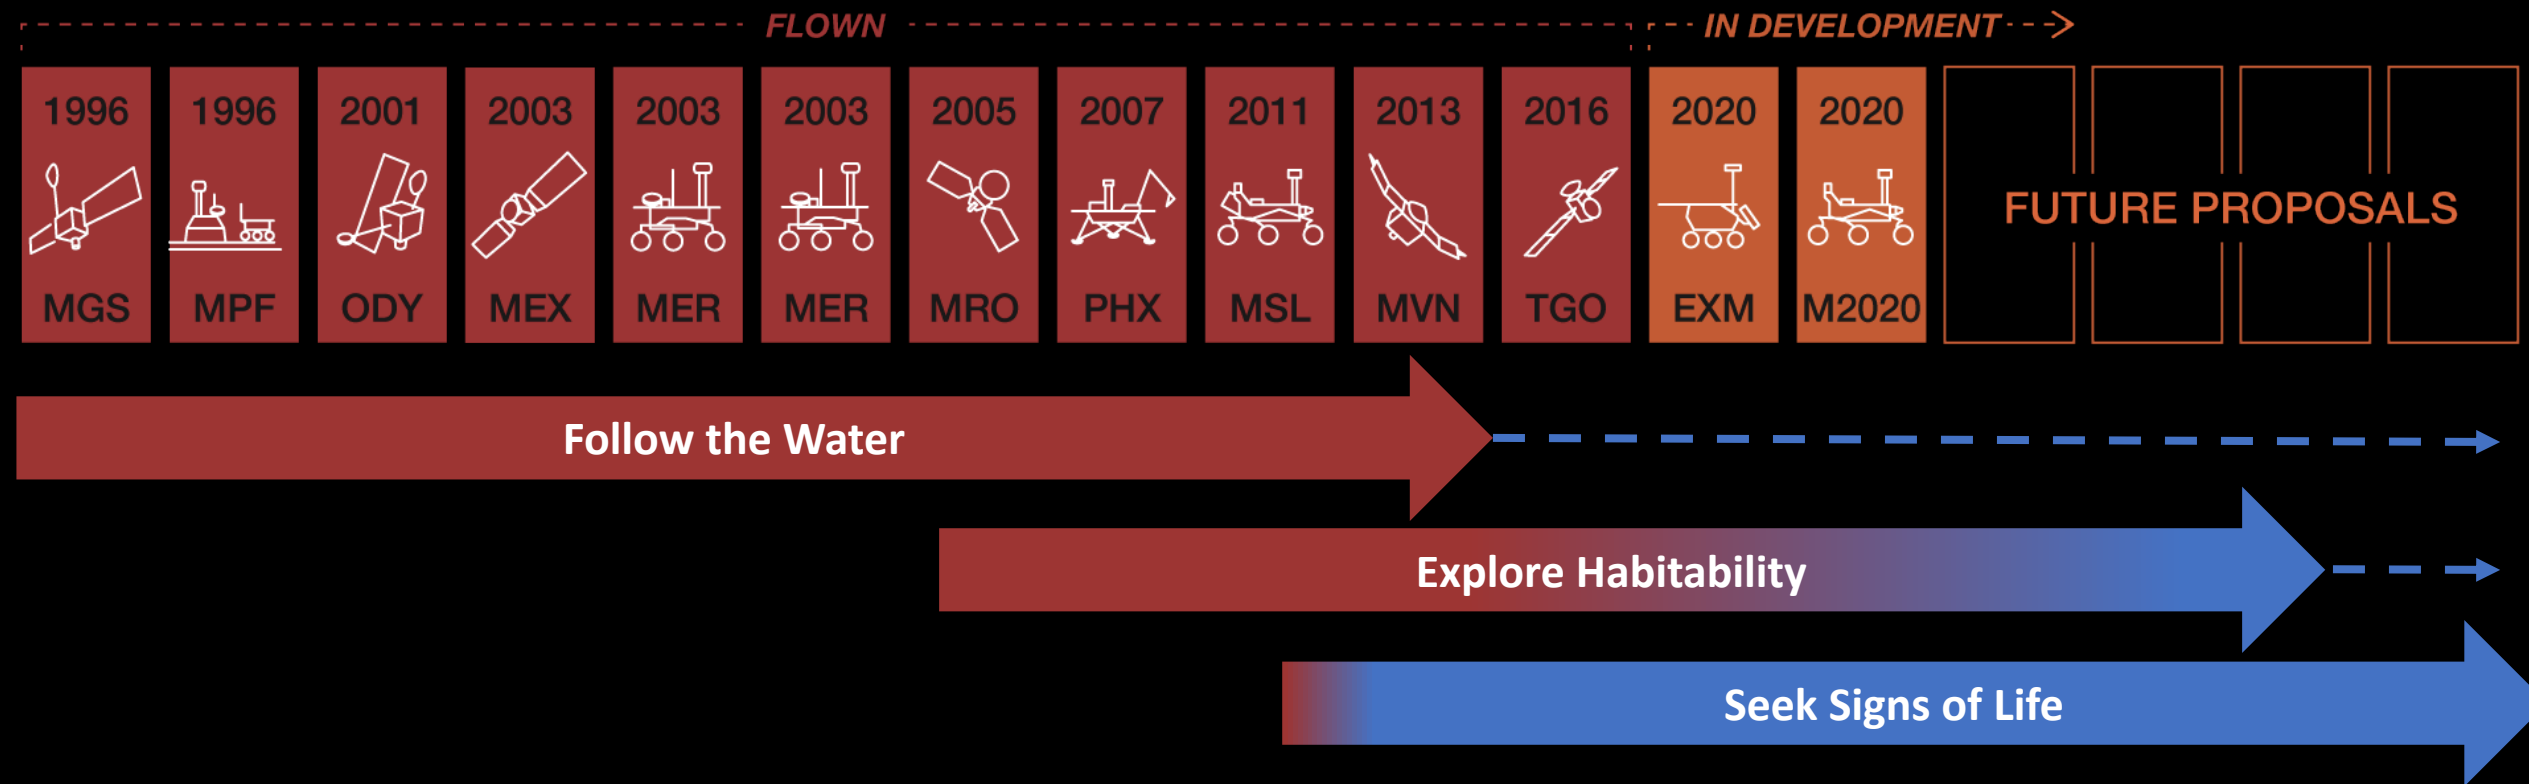 FLOWN
IN DEVELOPMENT
1996
MGS
1996
MPF
2001
ODY
2003
MEX
2003
MER
2003
MER
2005
MRO
2007
PHX
2011
MSL
2013
MVN
2016
TGO
2020
EXM
2020
M2020
FUTURE PROPOSALS
Follow the Water
Explore Habitability
Seek Signs of Life